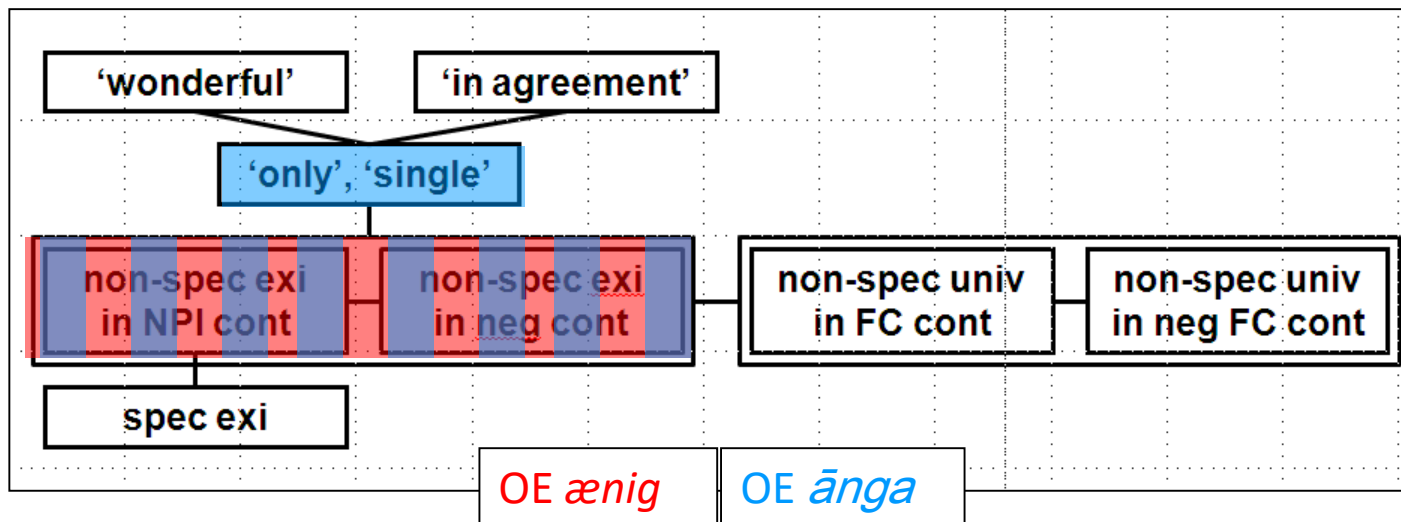 ‘wonderful’ ‘in agreement’
‘only’, ‘single’
non-spec exi non-spec exi non-spec univ non-spec univ
in NPI cont in neg cont in FC cont in neg FC cont
spec exi
OE ænig OE ānga